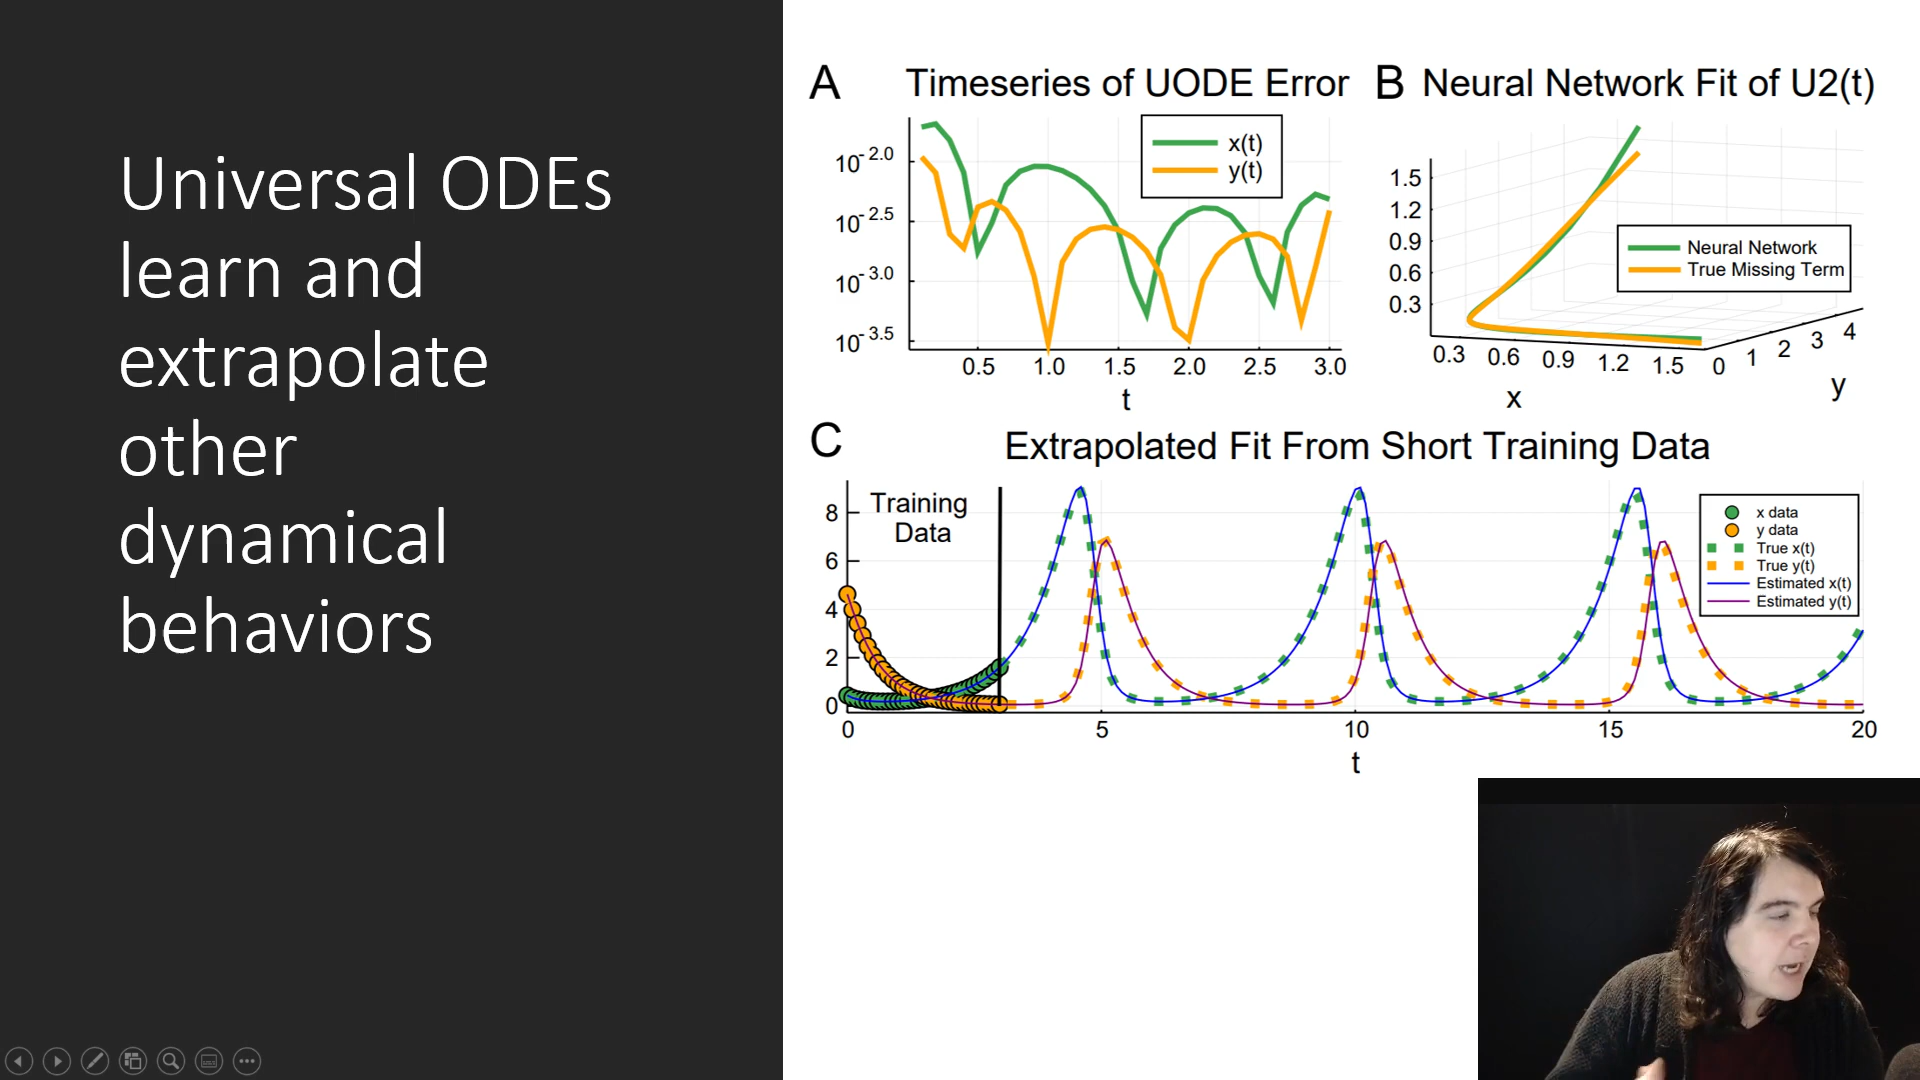 Universal ODEs
learn and
extrapolate
other
dynamical
behaviors
A Timeseries of UODE Error
x(t)
y(t)
10^-2.0
10^-2.5
10^-3.0
10^-3.5
0.5 1.0 1.5 2.0 2.5 3.0
t
B Neural Network Fit of U2(t)
1.5
1.2
0.9
0.6
0.3
Neural Network
True Missing Term
0.3 0.6 0.9 1.2 1.5
0 1 2 3 4
x
y
C Extrapolated Fit From Short Training Data
Training
Data
8
6
4
2
0
x data
y data
True x(t)
True y(t)
Estimated x(t)
Estimated y(t)
0 5 10 15 20
t